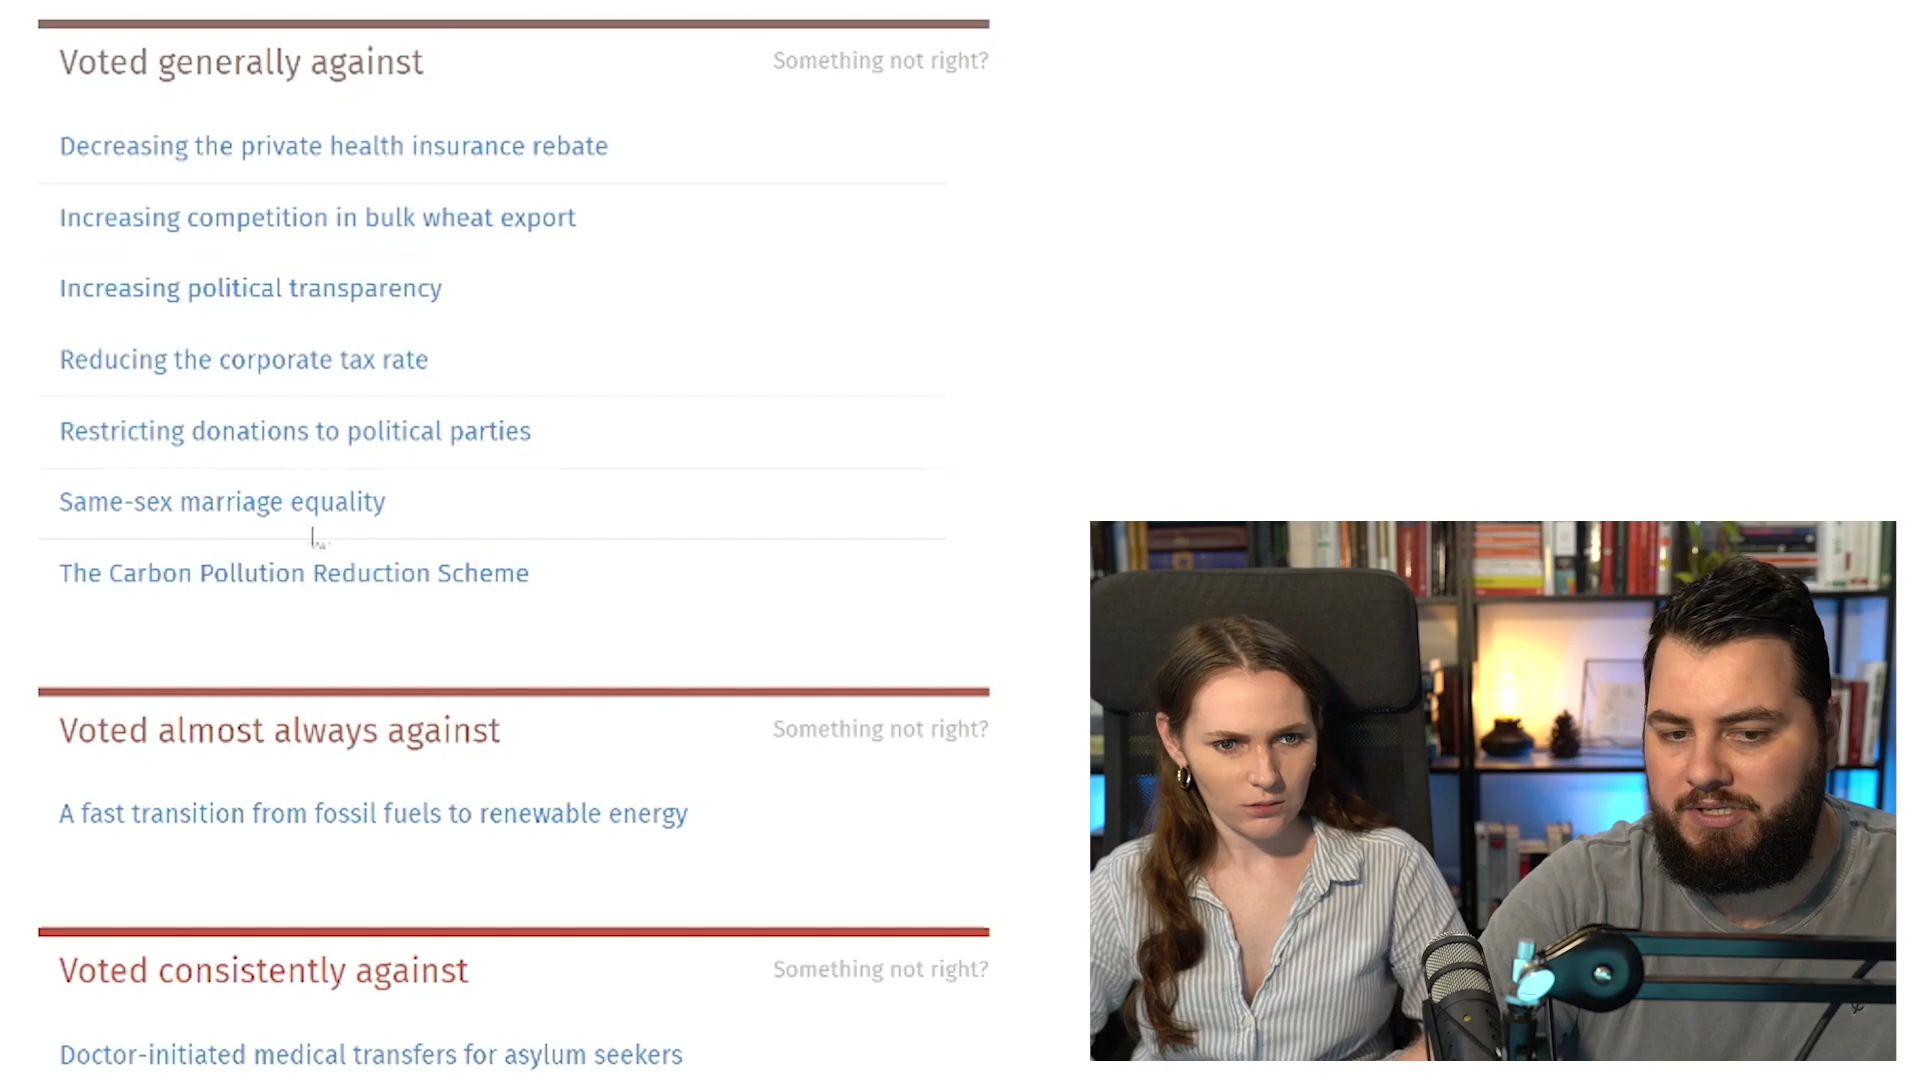 Voted generally against
Something not right?
Decreasing the private health insurance rebate
Increasing competition in bulk wheat export
Increasing political transparency
Reducing the corporate tax rate
Restricting donations to political parties
Same-sex marriage equality
The Carbon Pollution Reduction Scheme
Voted almost always against
Something not right?
A fast transition from fossil fuels to renewable energy
Voted consistently against
Something not right?
Doctor-initiated medical transfers for asylum seekers